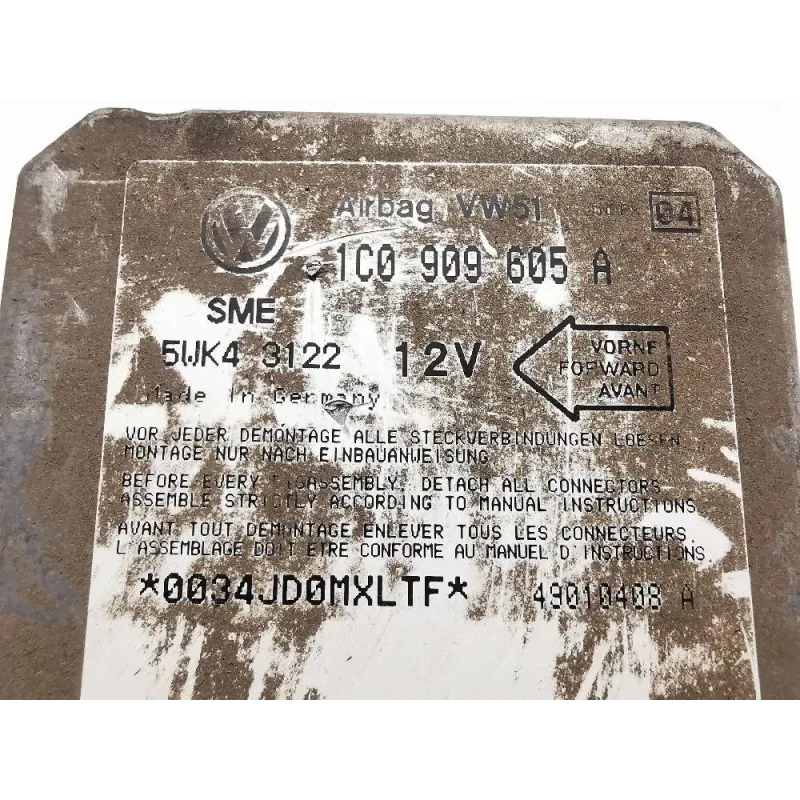 Airbag VW51 04
1C0 909 605 A
SME
5WK4 3122 12V
VORNE
FORWARD
AVANT
Made in Germany
VOR JEDER DEMONTAGE ALLE STECKVERBINDUNGEN LOESEN
MONTAGE NUR NACH EINBAUANWEISUNG
BEFORE EVERY DISASSEMBLY, DETACH ALL CONNECTORS
ASSEMBLE STRICTLY ACCORDING TO MANUAL INSTRUCTIONS
AVANT TOUT DEMONTAGE ENLEVER TOUS LES CONNECTEURS.
L'ASSEMBLAGE DOIT ETRE CONFORME AU MANUEL D'INSTRUCTIONS.
*0034JD0MXLTF* 49010408 A